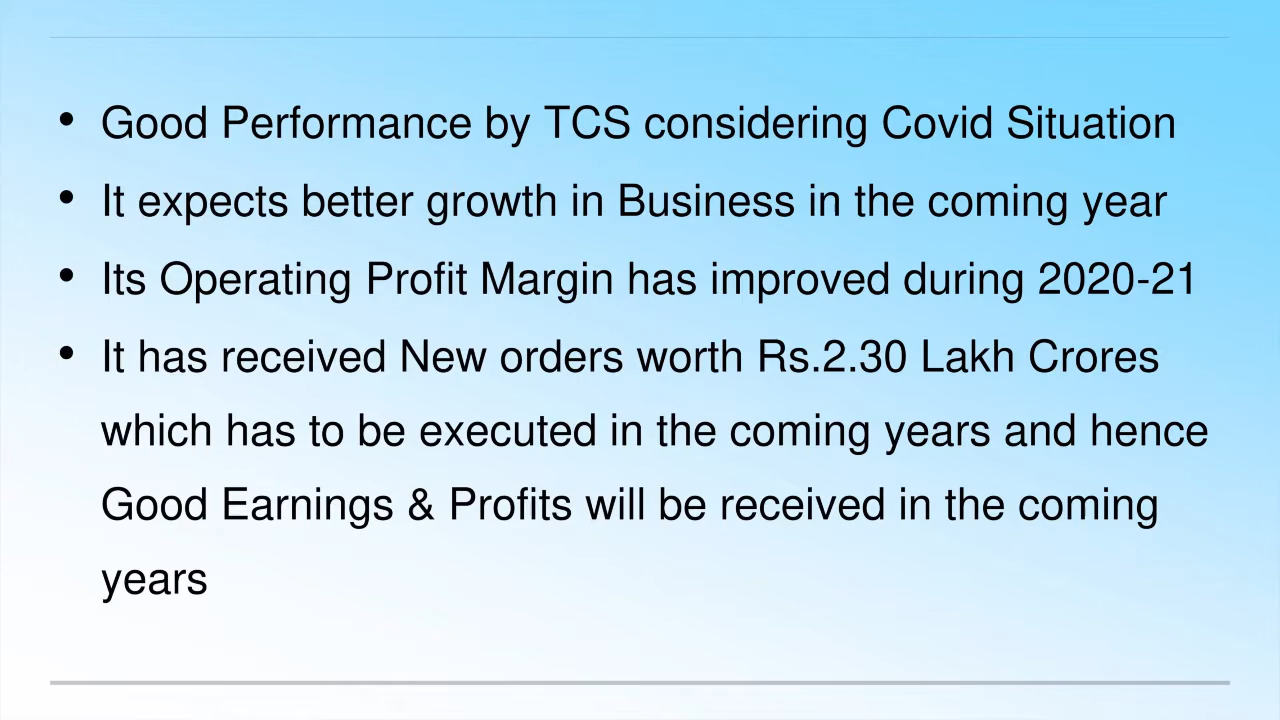 • Good Performance by TCS considering Covid Situation
• It expects better growth in Business in the coming year
• Its Operating Profit Margin has improved during 2020-21
• It has received New orders worth Rs.2.30 Lakh Crores
which has to be executed in the coming years and hence
Good Earnings & Profits will be received in the coming
years